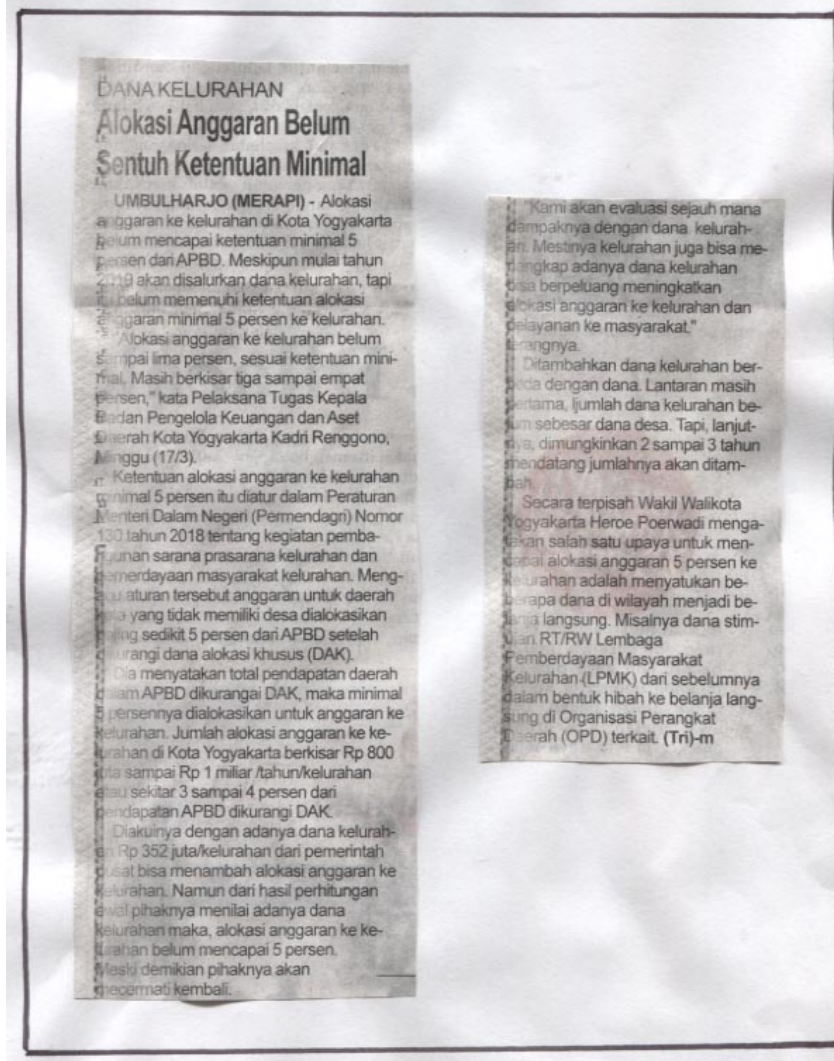 DANA KELURAHAN
Alokasi Anggaran Belum
Sentuh Ketentuan Minimal
UMBULHARJO (MERAPI) - Alokasi
anggaran ke kelurahan di Kota Yogyakarta
belum mencapai ketentuan minimal 5
persen dari APBD. Meskipun mulai tahun
2019 akan disalurkan dana kelurahan, tapi
itu belum memenuhi ketentuan alokasi
anggaran minimal 5 persen ke kelurahan.
"Alokasi anggaran ke kelurahan belum
sampai lima persen, sesuai ketentuan mini-
mal. Masih berkisar tiga sampai empat
persen," kata Pelaksana Tugas Kepala
Badan Pengelola Keuangan dan Aset
Daerah Kota Yogyakarta Kadri Renggono,
Minggu (17/3).
Ketentuan alokasi anggaran ke kelurahan
minimal 5 persen itu diatur dalam Peraturan
Menteri Dalam Negeri (Permendagri) Nomor
130 tahun 2018 tentang kegiatan pemba-
ngunan sarana prasarana kelurahan dan
pemerdayaan masyarakat kelurahan. Meng-
acu aturan tersebut anggaran untuk daerah
kota yang tidak memiliki desa dialokasikan
paling sedikit 5 persen dari APBD setelah
dikurangi dana alokasi khusus (DAK).
Dia menyatakan total pendapatan daerah
dalam APBD dikurangai DAK, maka minimal
5 persennya dialokasikan untuk anggaran ke
kelurahan. Jumlah alokasi anggaran ke ke-
lurahan di Kota Yogyakarta berkisar Rp 800
juta sampai Rp 1 miliar /tahun/kelurahan
atau sekitar 3 sampai 4 persen dari
pendapatan APBD dikurangi DAK.
Diakuinya dengan adanya dana kelurah-
an Rp 352 juta/kelurahan dari pemerintah
pusat bisa menambah alokasi anggaran ke
kelurahan. Namun dari hasil perhitungan
awal pihaknya menilai adanya dana
kelurahan maka, alokasi anggaran ke ke-
lurahan belum mencapai 5 persen.
Meski demikian pihaknya akan
mecermati kembali.
"Kami akan evaluasi sejauh mana
dampaknya dengan dana kelurah-
an. Mestinya kelurahan juga bisa me-
nangkap adanya dana kelurahan
bisa berpeluang meningkatkan
alokasi anggaran ke kelurahan dan
pelayanan ke masyarakat,"
terangnya.
Ditambahkan dana kelurahan ber-
beda dengan dana. Lantaran masih
pertama, ljumlah dana kelurahan be-
lum sebesar dana desa. Tapi, lanjut-
nya, dimungkinkan 2 sampai 3 tahun
mendatang jumlahnya akan ditam-
bah.
Secara terpisah Wakil Walikota
Yogyakarta Heroe Poerwadi menga-
takan salah satu upaya untuk men-
capai alokasi anggaran 5 persen ke
kelurahan adalah menyatukan be-
berapa dana di wilayah menjadi be-
lanja langsung. Misalnya dana stim-
ulan RT/RW Lembaga
Pemberdayaan Masyarakat
Kelurahan (LPMK) dari sebelumnya
dalam bentuk hibah ke belanja lang-
sung di Organisasi Perangkat
Daerah (OPD) terkait. (Tri)-m